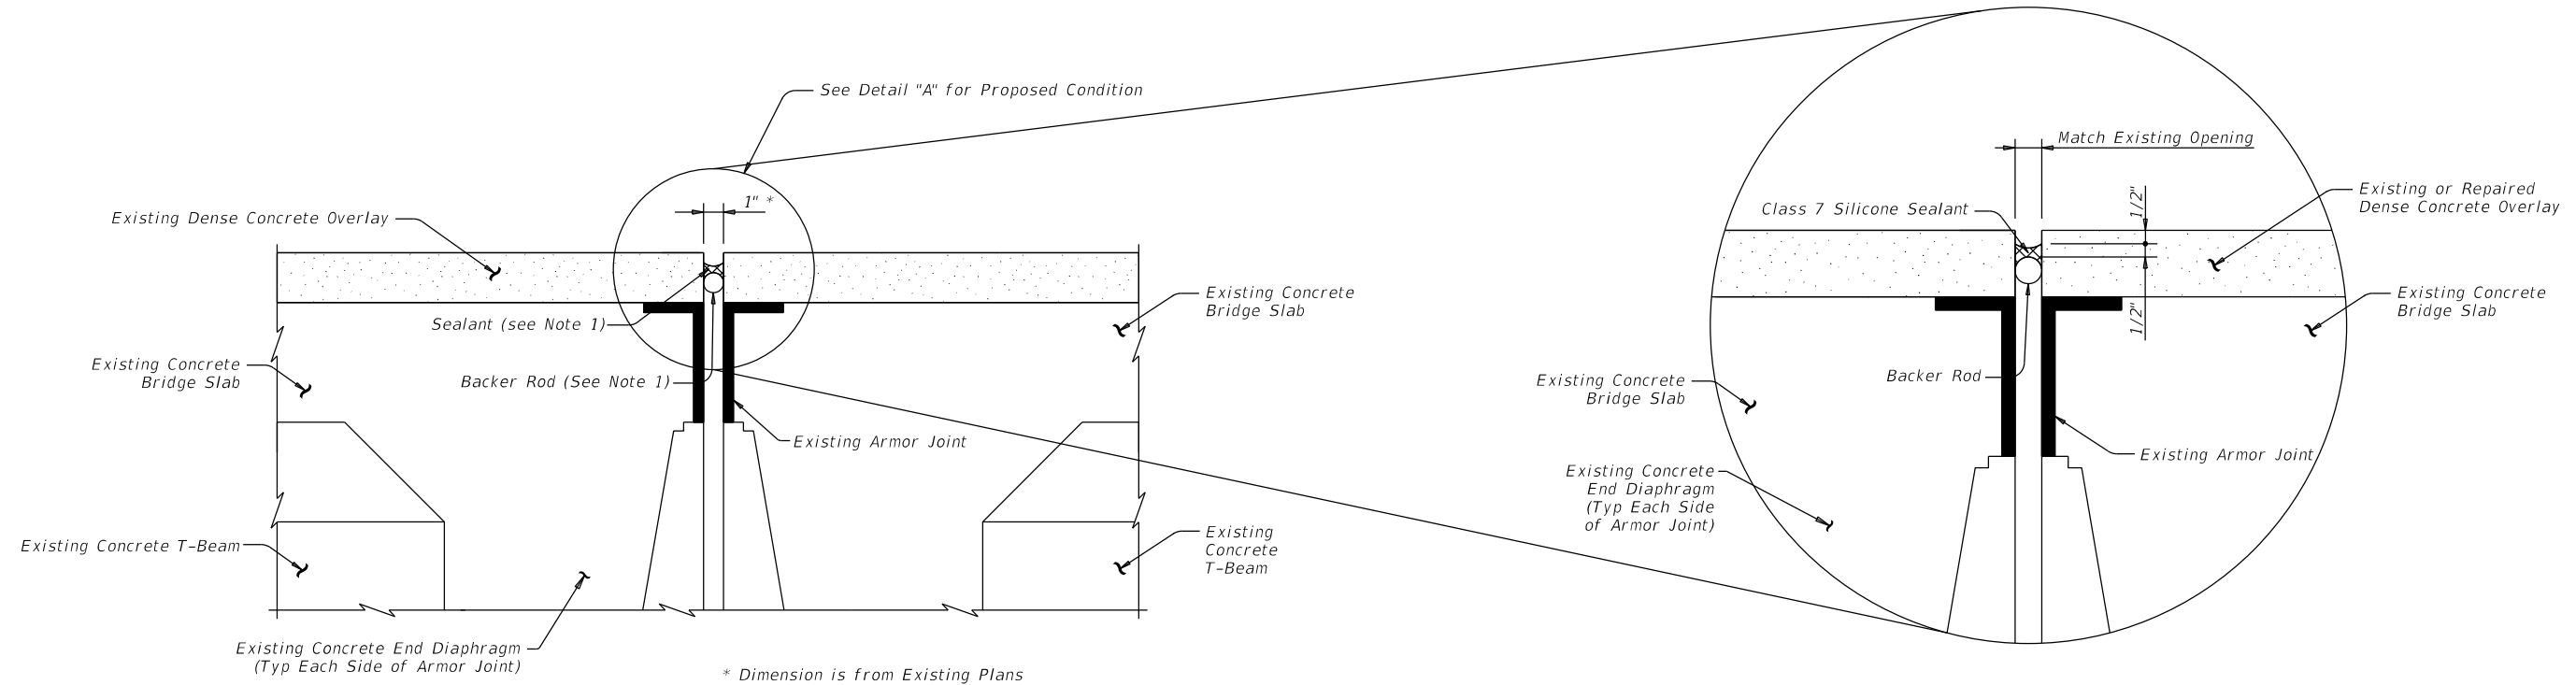 See Detail "A" for Proposed Condition
1" *
Existing Dense Concrete Overlay
Existing Concrete
Bridge Slab
Sealant (see Note 1)
Existing Concrete
Bridge Slab
Backer Rod (See Note 1)
Existing Armor Joint
Existing Concrete T-Beam
Existing
Concrete
T-Beam
Existing Concrete End Diaphragm
(Typ Each Side of Armor Joint)
* Dimension is from Existing Plans
Match Existing Opening
1/2"
Existing or Repaired
Dense Concrete Overlay
Class 7 Silicone Sealant
Existing Concrete
Bridge Slab
1/2"
Backer Rod
Existing Concrete
Bridge Slab
Existing Armor Joint
Existing Concrete
End Diaphragm
(Typ Each Side
of Armor Joint)